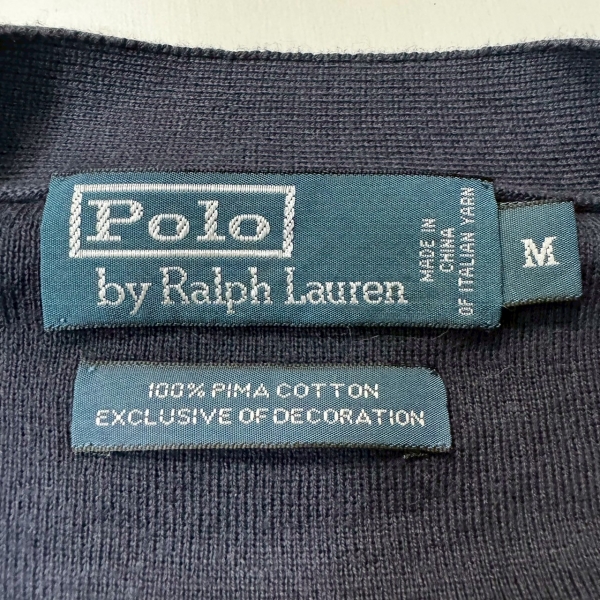 Polo
by Ralph Lauren
MADE IN
CHINA
OF ITALIAN YARN
M
100% PIMA COTTON
EXCLUSIVE OF DECORATION